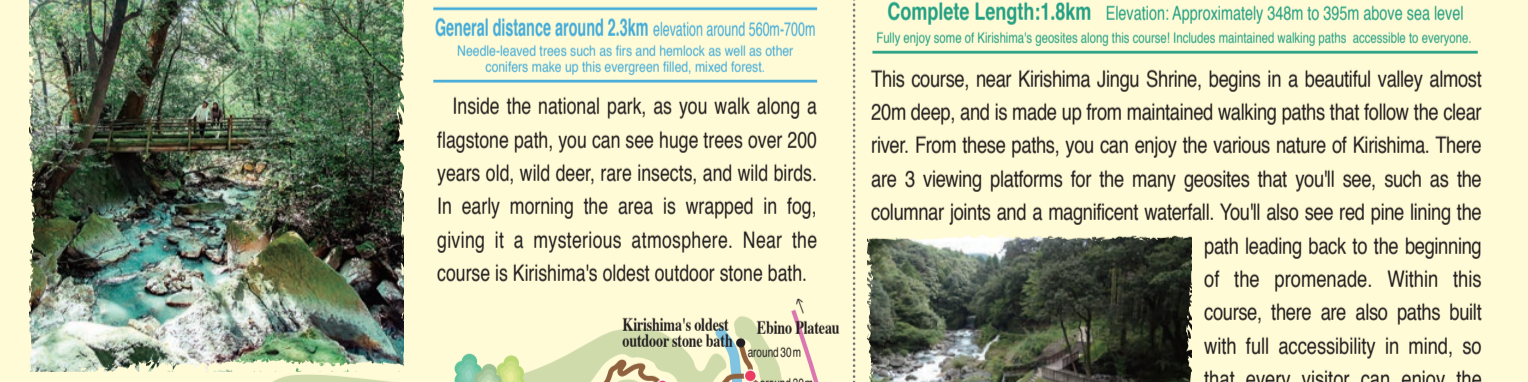 General distance around 2.3km elevation around 560m-700m
Needle-leaved trees such as firs and hemlock as well as other
conifers make up this evergreen filled, mixed forest.
Inside the national park, as you walk along a
flagstone path, you can see huge trees over 200
years old, wild deer, rare insects, and wild birds.
In early morning the area is wrapped in fog,
giving it a mysterious atmosphere. Near the
course is Kirishima's oldest outdoor stone bath.
Kirishima's oldest
outdoor stone bath
Ebino Plateau
around 30m
Complete Length:1.8km Elevation: Approximately 348m to 395m above sea level
Fully enjoy some of Kirishima's geosites along this course! Includes maintained walking paths accessible to everyone.
This course, near Kirishima Jingu Shrine, begins in a beautiful valley almost
20m deep, and is made up from maintained walking paths that follow the clear
river. From these paths, you can enjoy the various nature of Kirishima. There
are 3 viewing platforms for the many geosites that you'll see, such as the
columnar joints and a magnificent waterfall. You'll also see red pine lining the
path leading back to the beginning
of the promenade. Within this
course, there are also paths built
with full accessibility in mind, so
that every visitor can enjoy the